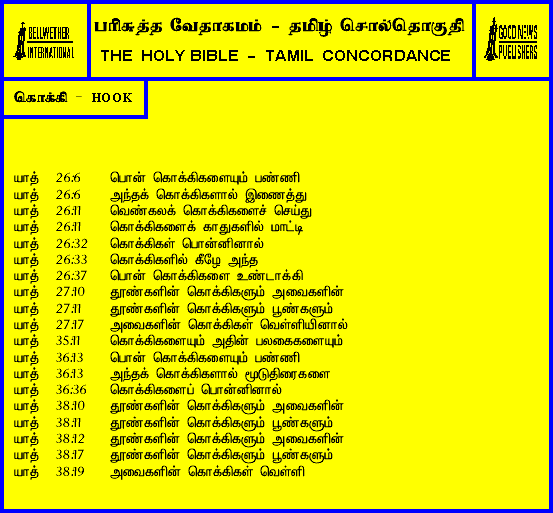 BELLWETHER
INTERNATIONAL
பரிசுத்த வேதாகமம் - தமிழ் சொல்தொகுதி
THE HOLY BIBLE - TAMIL CONCORDANCE
GOOD NEWS
PUBLISHERS
கொக்கி - HOOK
யாத் 26:6 பொன் கொக்கிகளையும் பண்ணி
யாத் 26:6 அந்தக் கொக்கிகளால் இணைத்து
யாத் 26:11 வெண்கலக் கொக்கிகளைச் செய்து
யாத் 26:11 கொக்கிகளைக் காதுகளில் மாட்டி
யாத் 26:32 கொக்கிகள் பொன்னினால்
யாத் 26:33 கொக்கிகளில் கீழே அந்த
யாத் 26:37 பொன் கொக்கிகளை உண்டாக்கி
யாத் 27:10 தூண்களின் கொக்கிகளும் அவைகளின்
யாத் 27:11 தூண்களின் கொக்கிகளும் பூண்களும்
யாத் 27:17 அவைகளின் கொக்கிகள் வெள்ளியினால்
யாத் 35:11 கொக்கிகளையும் அதின் பலகைகளையும்
யாத் 36:13 பொன் கொக்கிகளையும் பண்ணி
யாத் 36:13 அந்தக் கொக்கிகளால் மூடுதிரைகளை
யாத் 36:36 கொக்கிகளைப் பொன்னினால்
யாத் 38:10 தூண்களின் கொக்கிகளும் அவைகளின்
யாத் 38:11 தூண்களின் கொக்கிகளும் பூண்களும்
யாத் 38:12 தூண்களின் கொக்கிகளும் அவைகளின்
யாத் 38:17 தூண்களின் கொக்கிகளும் பூண்களும்
யாத் 38:19 அவைகளின் கொக்கிகள் வெள்ளி